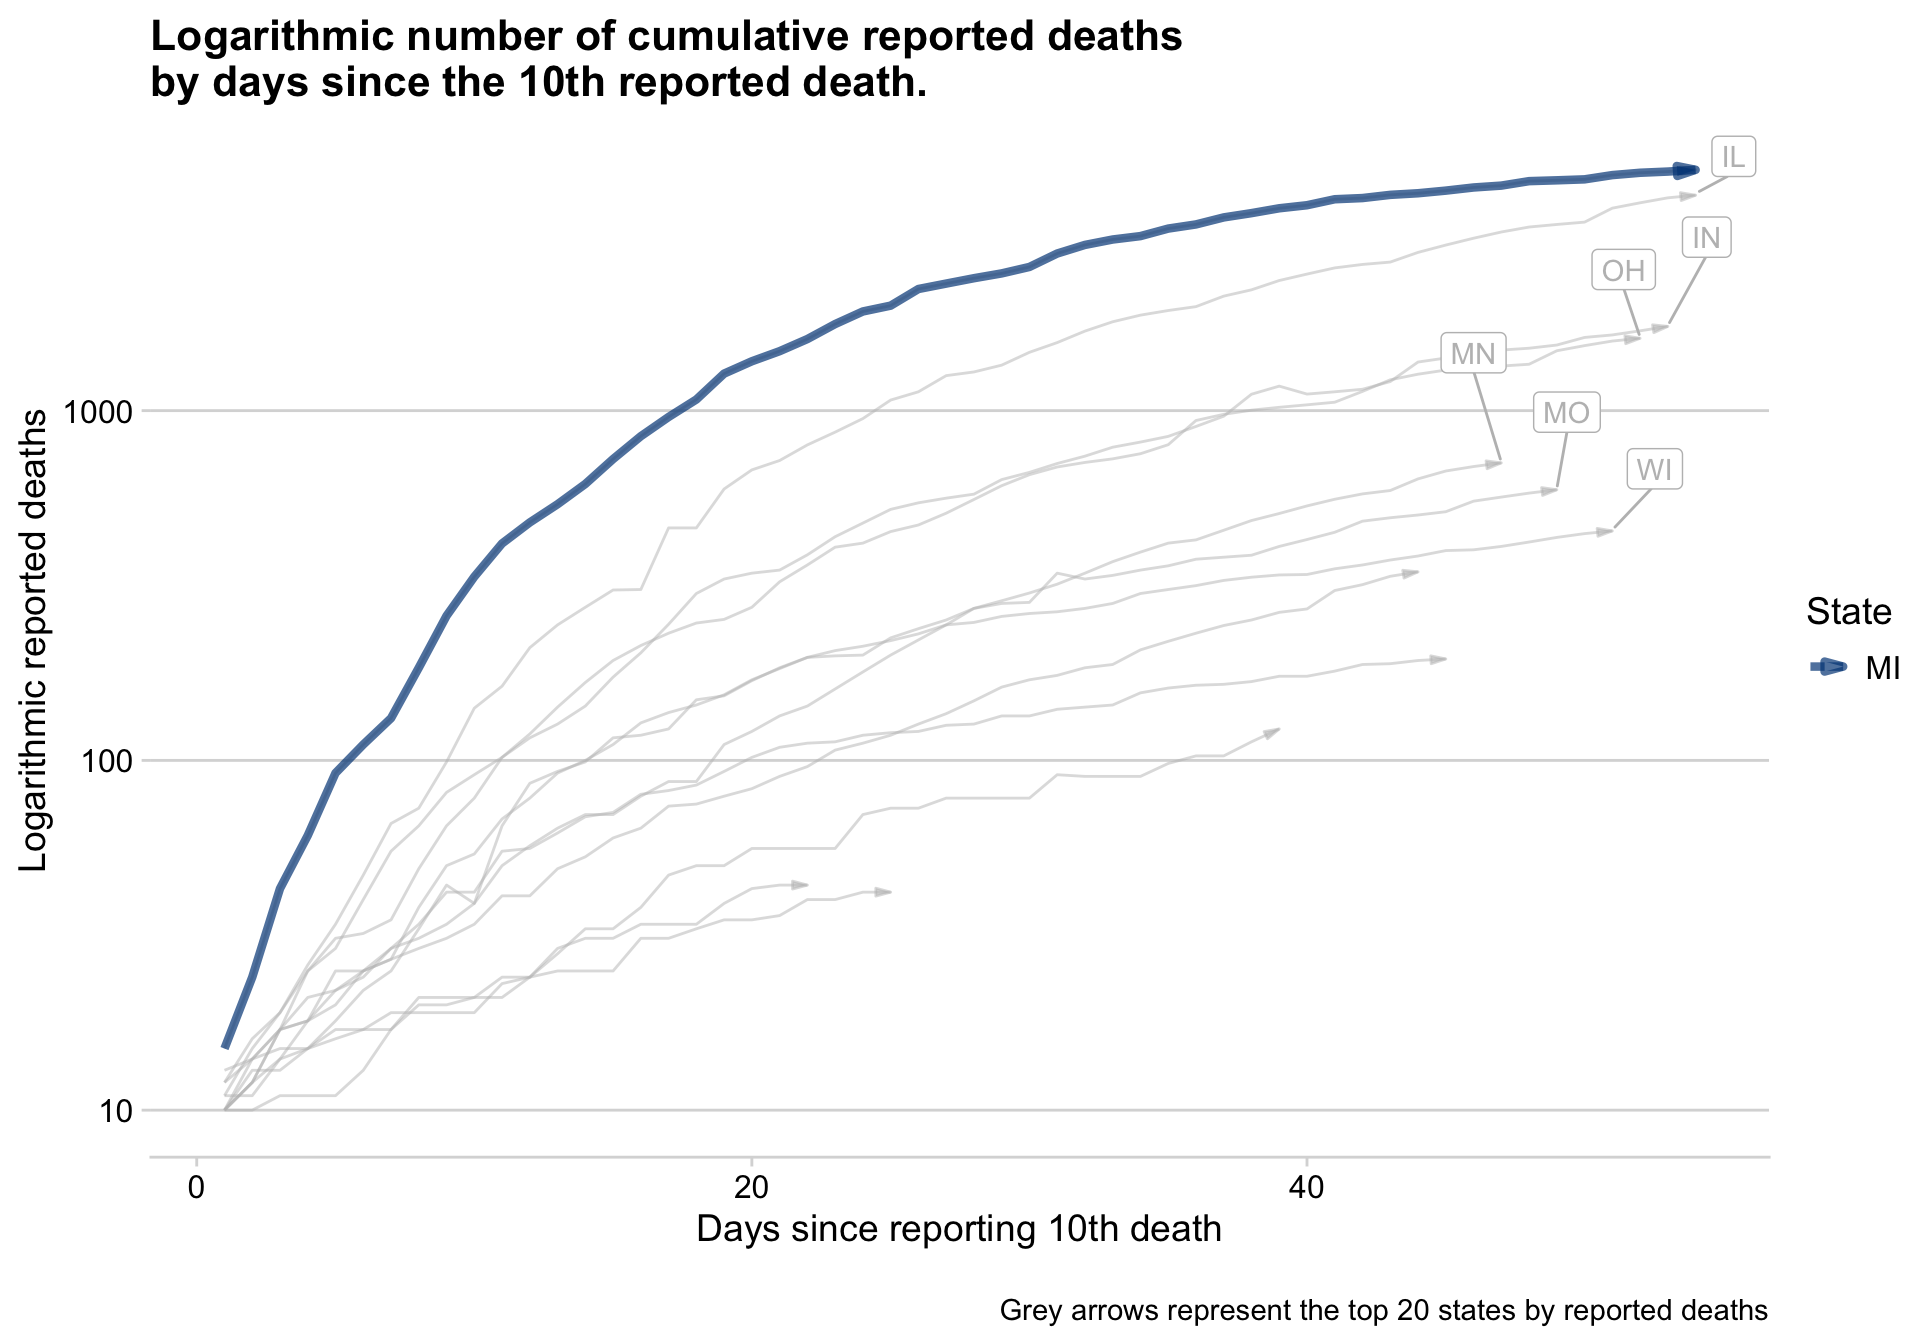 Logarithmic number of cumulative reported deaths
by days since the 10th reported death.
IL
IN
OH
MN
MO
WI
1000
100
10
Logarithmic reported deaths
State
MI
0
20
40
Days since reporting 10th death
Grey arrows represent the top 20 states by reported deaths